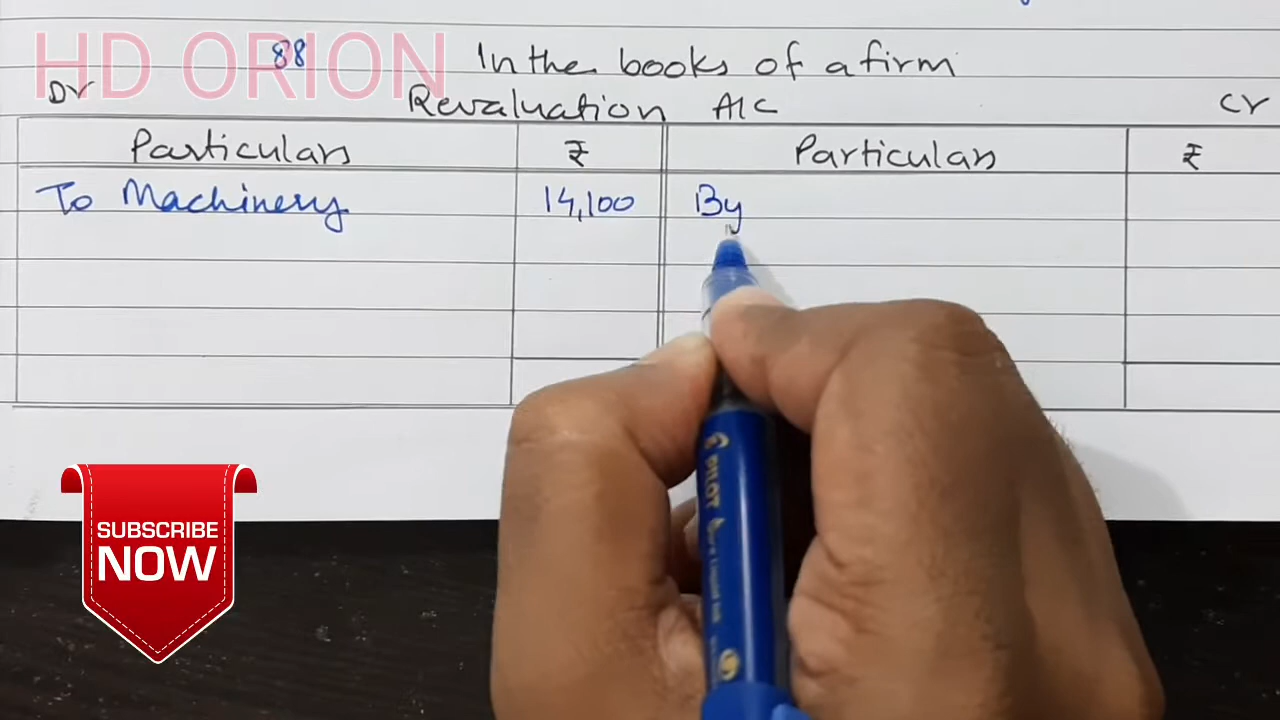 HD ORION
88 In the books of a firm
Dr Revaluation A/C Cr
Particulars ₹ Particulars ₹
To Machinery 14,100 By
SUBSCRIBE
NOW
PILOT